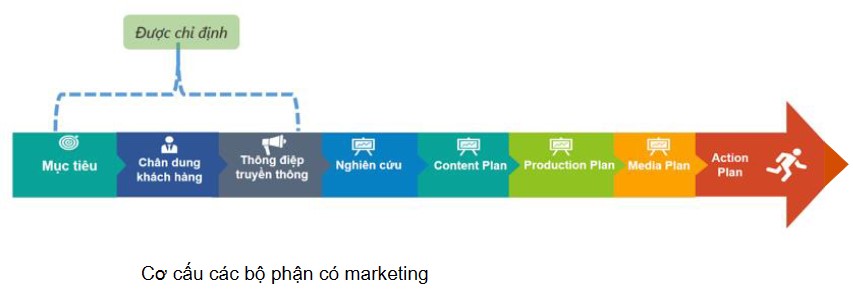 Được chỉ định
Mục tiêu
Chân dung
khách hàng
Thông điệp
truyền thông
Nghiên cứu
Content Plan
Production Plan
Media Plan
Action
Plan
Cơ cấu các bộ phận có marketing